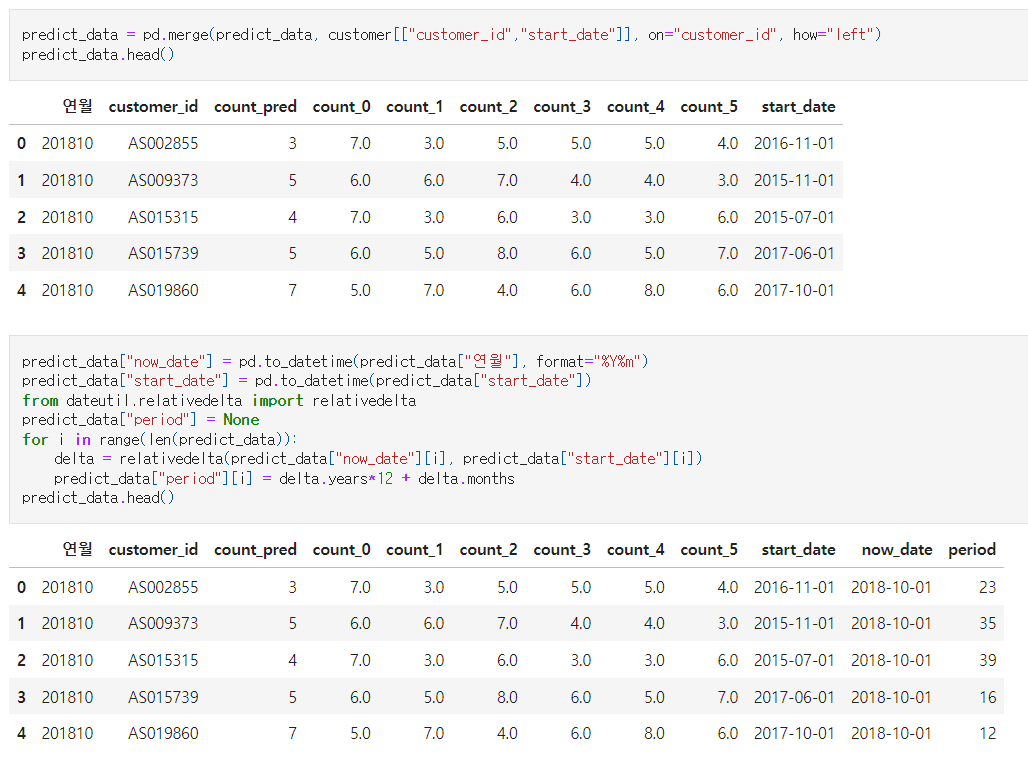 predict_data = pd.merge(predict_data, customer[["customer_id","start_date"]], on="customer_id", how="left")
predict_data.head()
연월 customer_id count_pred count_0 count_1 count_2 count_3 count_4 count_5 start_date
0 201810 AS002855 3 7.0 3.0 5.0 5.0 5.0 4.0 2016-11-01
1 201810 AS009373 5 6.0 6.0 7.0 4.0 4.0 3.0 2015-11-01
2 201810 AS015315 4 7.0 3.0 6.0 3.0 3.0 6.0 2015-07-01
3 201810 AS015739 5 6.0 5.0 8.0 6.0 5.0 7.0 2017-06-01
4 201810 AS019860 7 5.0 7.0 4.0 6.0 8.0 6.0 2017-10-01
predict_data["now_date"] = pd.to_datetime(predict_data["연월"], format="%Y%m")
predict_data["start_date"] = pd.to_datetime(predict_data["start_date"])
from dateutil.relativedelta import relativedelta
predict_data["period"] = None
for i in range(len(predict_data)):
    delta = relativedelta(predict_data["now_date"][i], predict_data["start_date"][i])
    predict_data["period"][i] = delta.years*12 + delta.months
predict_data.head()
연월 customer_id count_pred count_0 count_1 count_2 count_3 count_4 count_5 start_date now_date period
0 201810 AS002855 3 7.0 3.0 5.0 5.0 5.0 4.0 2016-11-01 2018-10-01 23
1 201810 AS009373 5 6.0 6.0 7.0 4.0 4.0 3.0 2015-11-01 2018-10-01 35
2 201810 AS015315 4 7.0 3.0 6.0 3.0 3.0 6.0 2015-07-01 2018-10-01 39
3 201810 AS015739 5 6.0 5.0 8.0 6.0 5.0 7.0 2017-06-01 2018-10-01 16
4 201810 AS019860 7 5.0 7.0 4.0 6.0 8.0 6.0 2017-10-01 2018-10-01 12